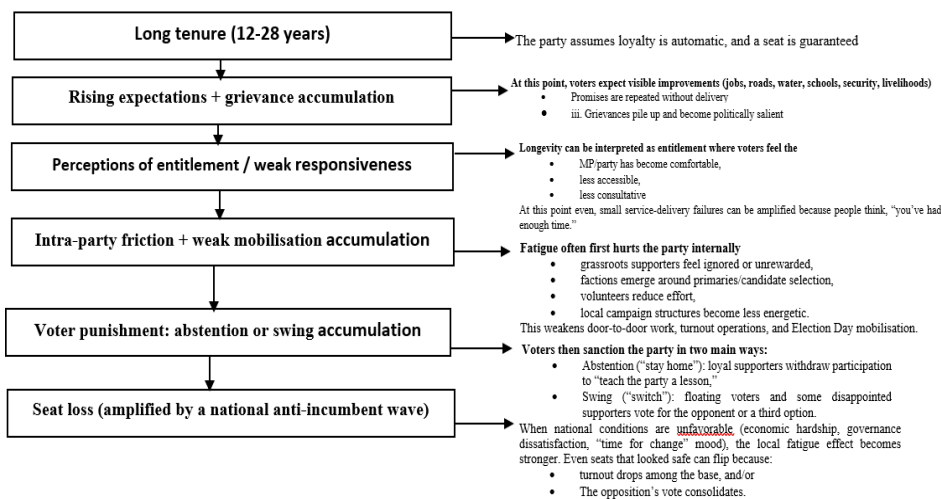 Long tenure (12-28 years)
The party assumes loyalty is automatic, and a seat is guaranteed
Rising expectations + grievance accumulation
At this point, voters expect visible improvements (jobs, roads, water, schools, security, livelihoods)
• Promises are repeated without delivery
• iii. Grievances pile up and become politically salient
Perceptions of entitlement / weak responsiveness
Longevity can be interpreted as entitlement where voters feel the
• MP/party has become comfortable,
• less accessible,
• less consultative
At this point even, small service-delivery failures can be amplified because people think, “you’ve had
enough time.”
Intra-party friction + weak mobilisation accumulation
Fatigue often first hurts the party internally
• grassroots supporters feel ignored or unrewarded,
• factions emerge around primaries/candidate selection,
• volunteers reduce effort,
• local campaign structures become less energetic.
This weakens door-to-door work, turnout operations, and Election Day mobilisation.
Voter punishment: abstention or swing accumulation
Voters then sanction the party in two main ways:
• Abstention (“stay home”): loyal supporters withdraw participation
to “teach the party a lesson,”
• Swing (“switch”): floating voters and some disappointed
supporters vote for the opponent or a third option.
Seat loss (amplified by a national anti-incumbent wave)
When national conditions are unfavorable (economic hardship, governance
dissatisfaction, “time for change” mood), the local fatigue effect becomes
stronger. Even seats that looked safe can flip because:
• turnout drops among the base, and/or
• The opposition’s vote consolidates.